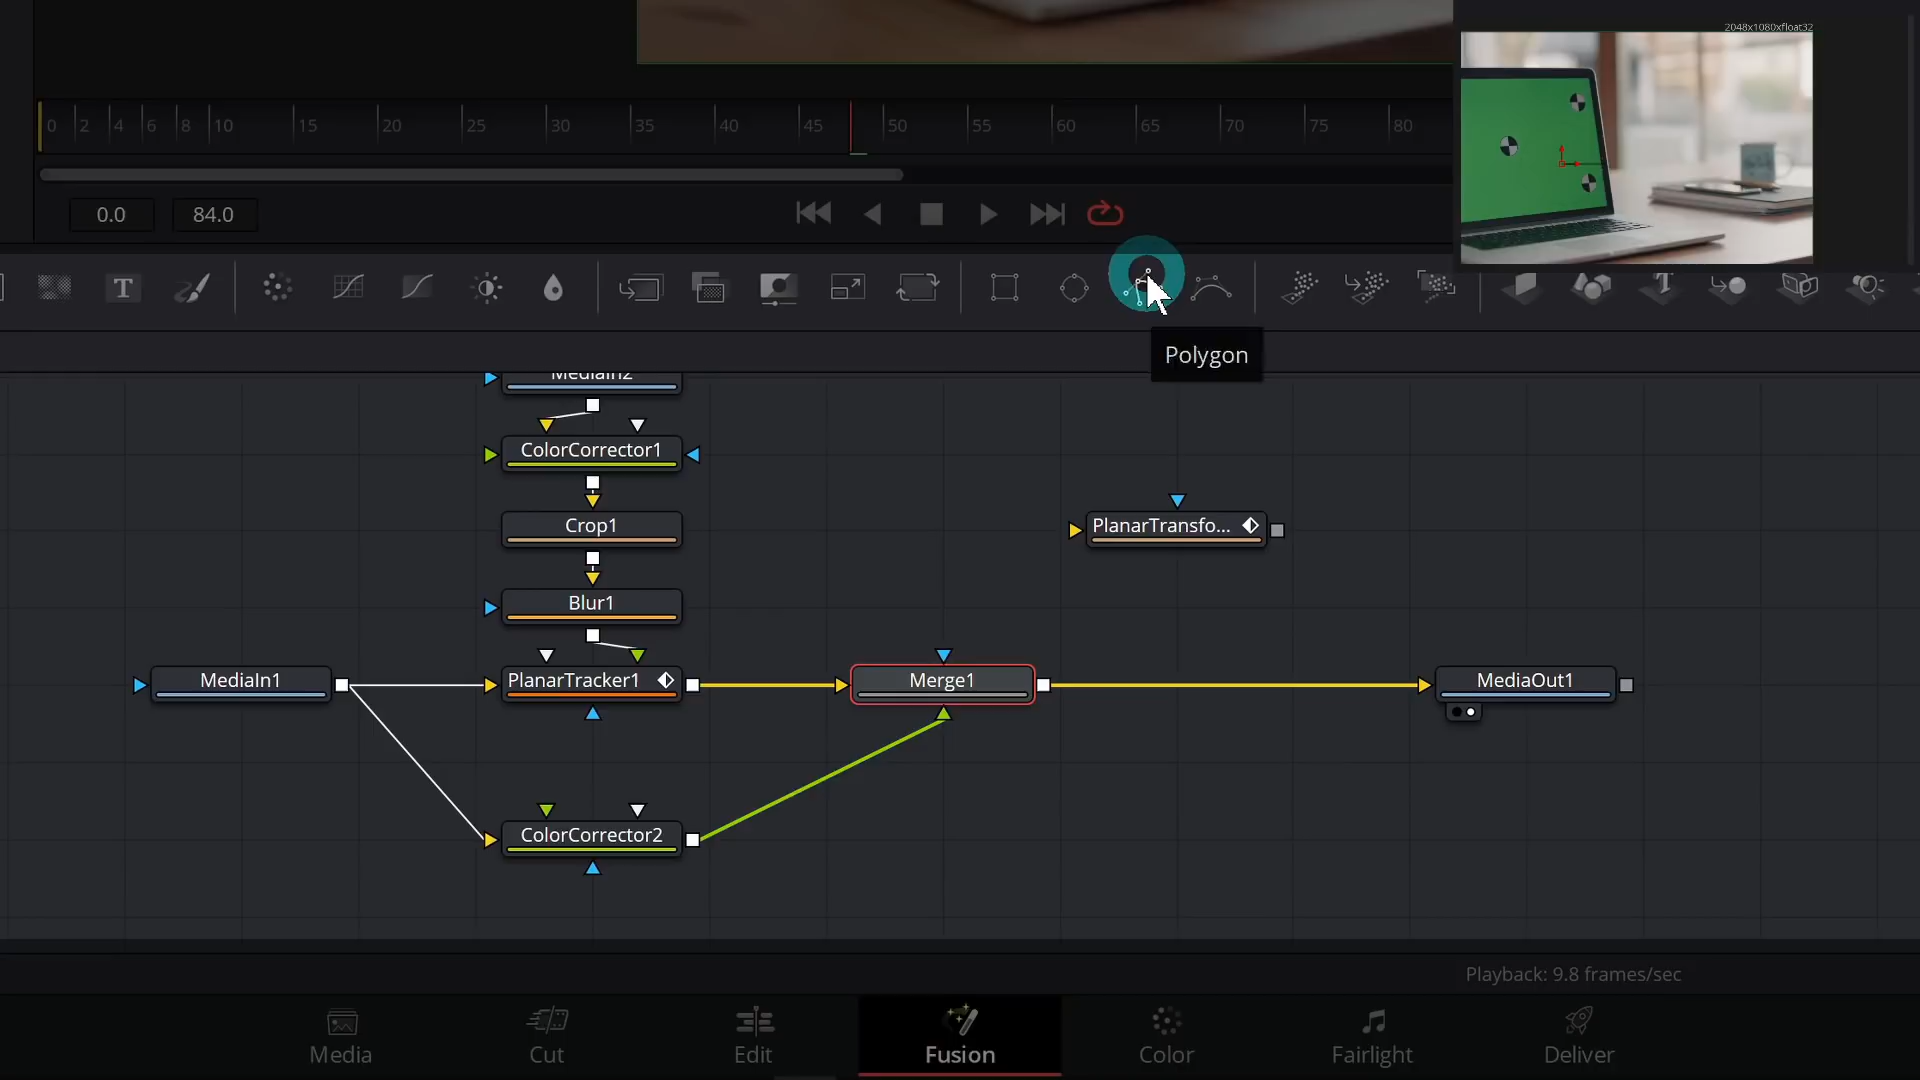 2048x1080xfloat32
0 2 4 6 8 10 15 20 25 30 35 40 45 50 55 60 65 70 75 80
0.0 84.0
T
Polygon
MediaIn2
ColorCorrector1
Crop1
PlanarTransfo...
Blur1
MediaIn1
PlanarTracker1
Merge1
MediaOut1
ColorCorrector2
Playback: 9.8 frames/sec
Media Cut Edit Fusion Color Fairlight Deliver